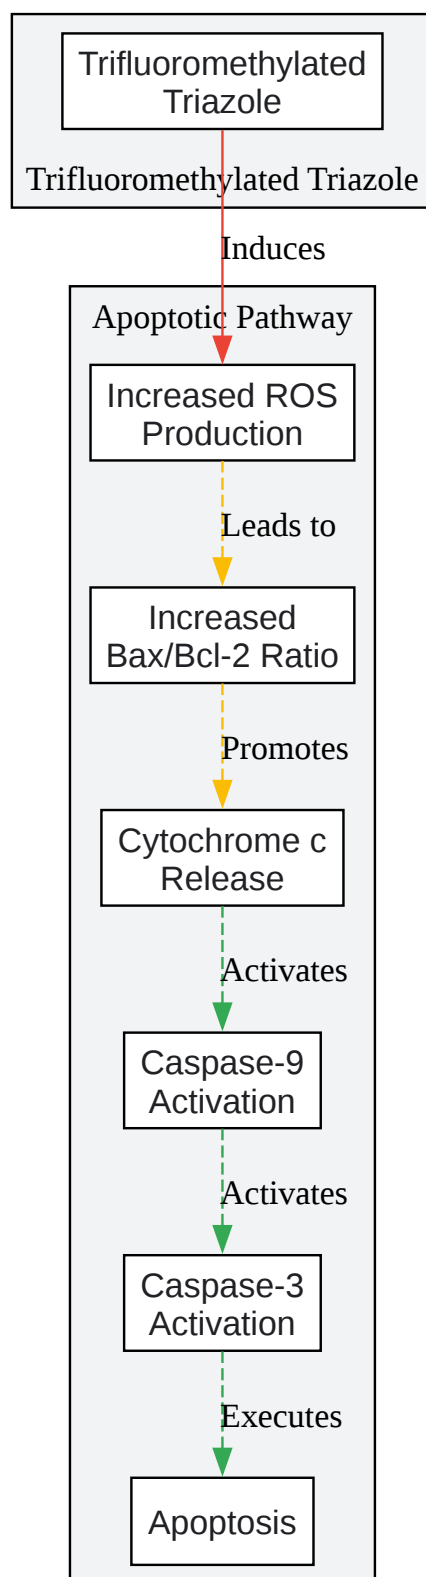 Trifluoromethylated
Triazole
Trifluoromethylated Triazole
Induces
Apoptotic Pathway
Increased ROS
Production
Leads to
Increased
Bax/Bcl-2 Ratio
Promotes
Cytochrome c
Release
Activates
Caspase-9
Activation
Activates
Caspase-3
Activation
Executes
Apoptosis